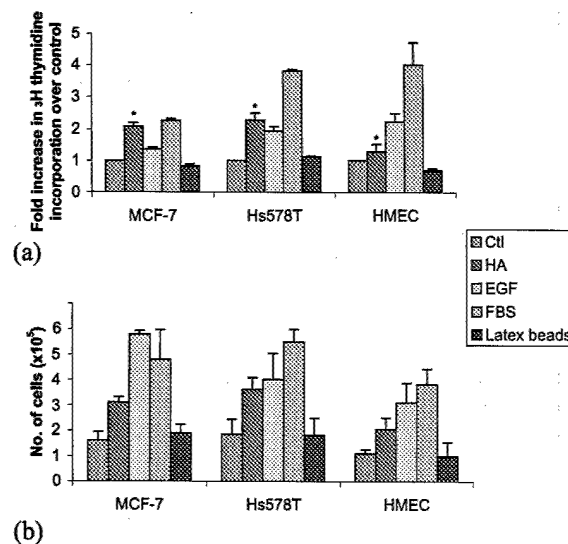 Fold increase in ₃H thymidine
incorporation over control
5
4
3
2
1
0
*
*
*
MCF-7
Hs578T
HMEC
(a)
Ctl
HA
EGF
FBS
Latex beads
No. of cells (x10⁵)
6
5
4
3
2
1
0
MCF-7
Hs578T
HMEC
(b)